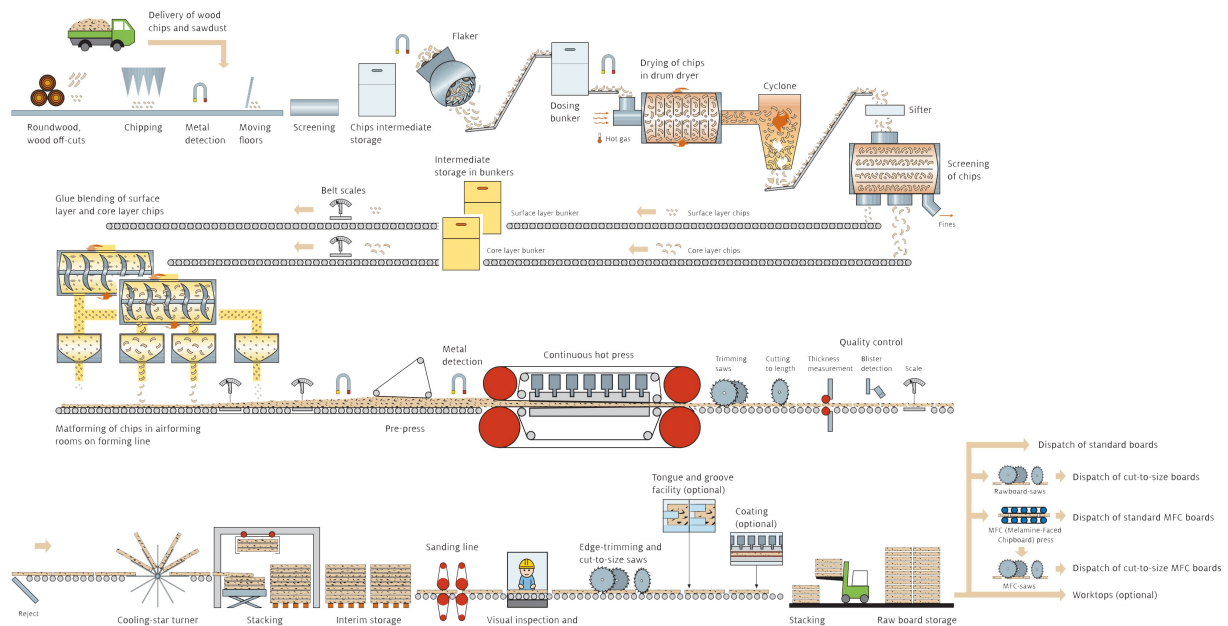 Delivery of wood
chips and sawdust
Flaker
Drying of chips
in drum dryer
Cyclone
Sifter
Roundwood,
wood off-cuts
Chipping
Metal
detection
Moving
floors
Screening
Chips intermediate
storage
Dosing
bunker
Hot gas
Screening
of chips
Fines
Intermediate
storage in bunkers
Belt scales
Glue blending of surface
layer and core layer chips
Surface layer bunker
Surface layer chips
Core layer bunker
Core layer chips
Metal
detection
Continuous hot press
Quality control
Trimming
saws
Cutting
to length
Thickness
measurement
Blister
detection
Scale
Matforming of chips in airforming
rooms on forming line
Pre-press
Dispatch of standard boards
Rawboard-saws
Dispatch of cut-to-size boards
MFC (Melamine-Faced
Chipboard) press
Dispatch of standard MFC boards
MFC-saws
Dispatch of cut-to-size MFC boards
Worktops (optional)
Tongue and groove
facility (optional)
Coating
(optional)
Sanding line
Edge-trimming and
cut-to-size saws
Reject
Cooling-star turner
Stacking
Interim storage
Visual inspection and
Stacking
Raw board storage